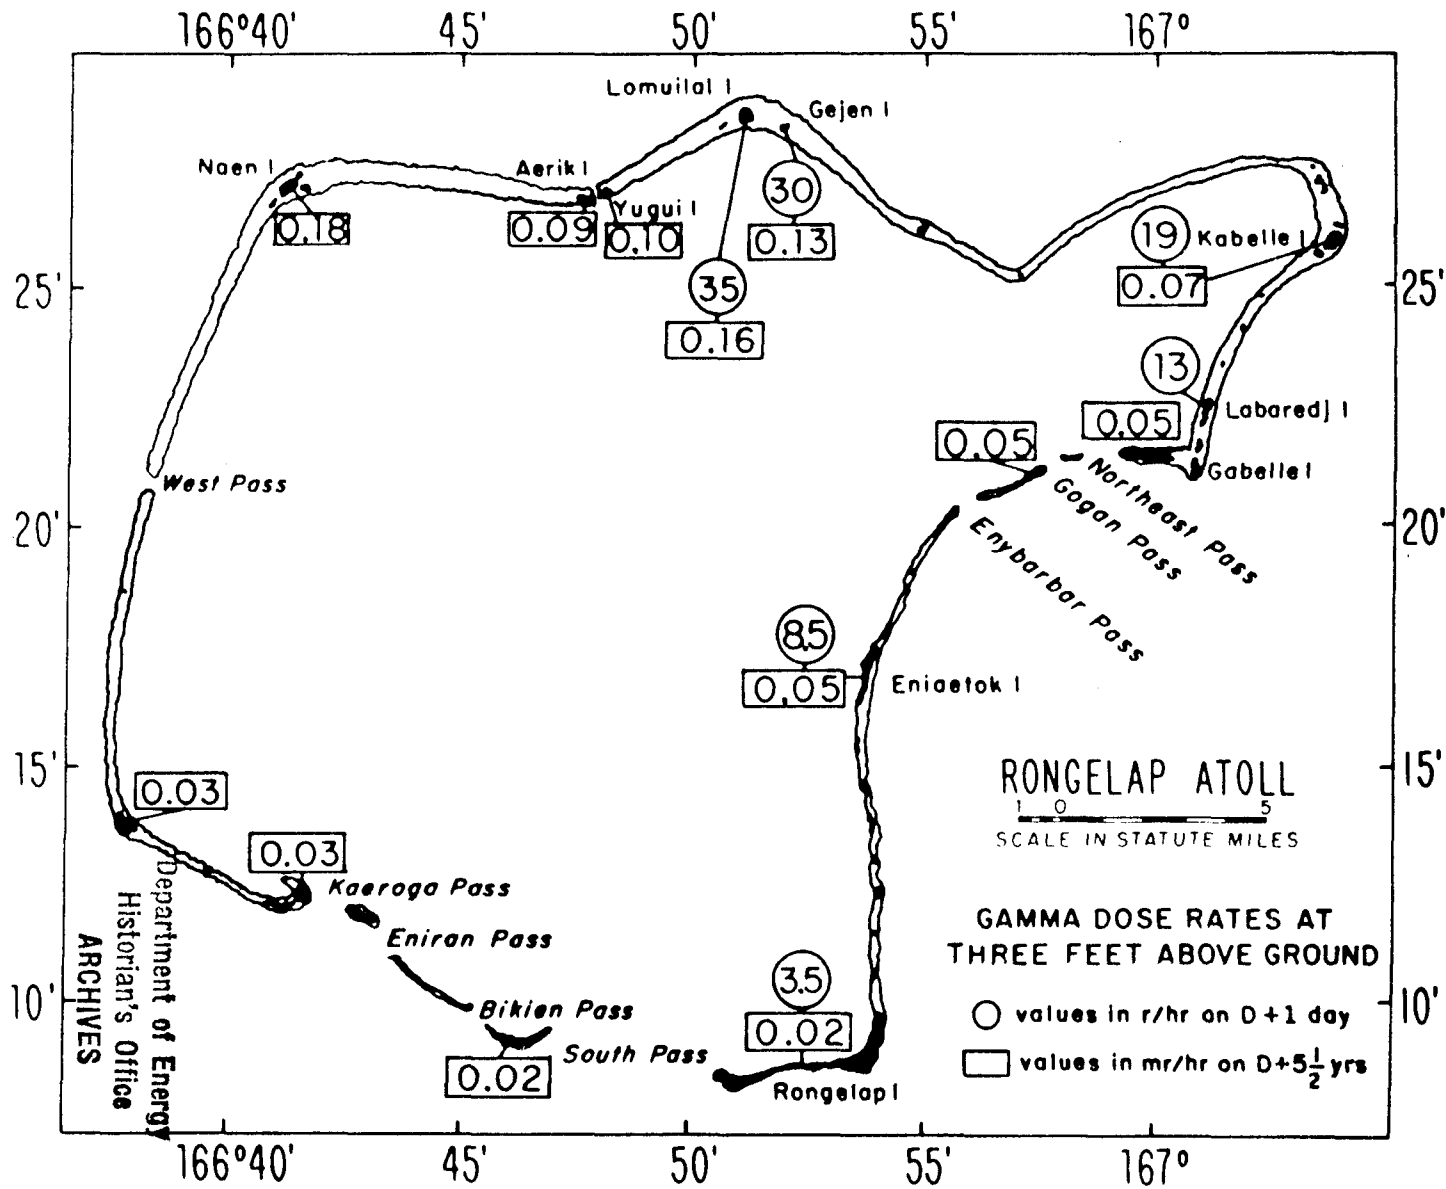 166°40' 45' 50' 55' 167°
Lomuilal I
Gejen I
Naen I
Aerik I
Yugui I
0.18
0.09
0.10
30
0.13
35
0.16
19
Kabelle I
0.07
25'
25'
13
Labaredj I
0.05
0.05
Gabelle I
West Pass
Northeast Pass
Gogan Pass
Enybarbar Pass
20'
20'
8.5
0.05
Eniaetok I
15'
15'
RONGELAP ATOLL
1 0 5
SCALE IN STATUTE MILES
0.03
0.03
Kaeroga Pass
Eniran Pass
Bikien Pass
South Pass
0.02
3.5
0.02
Rongelap I
10'
10'
GAMMA DOSE RATES AT
THREE FEET ABOVE GROUND
values in r/hr on D+1 day
values in mr/hr on D+5½ yrs
Department of Energy
Historian's Office
ARCHIVES
166°40' 45' 50' 55' 167°